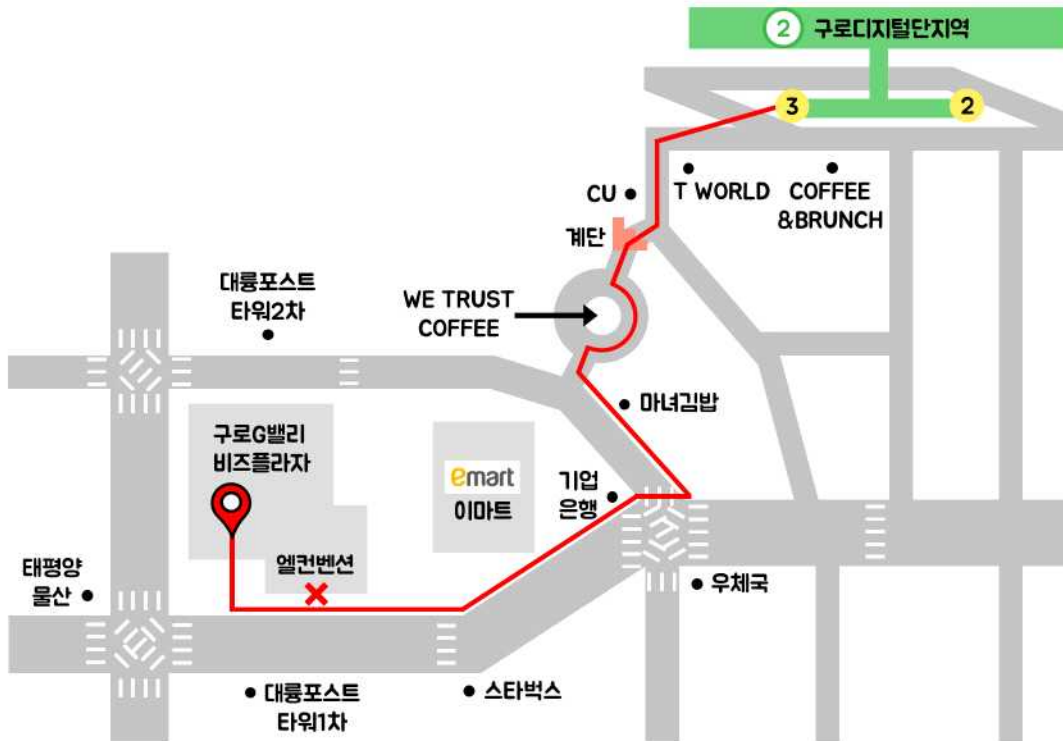 2 구로디지털단지역
3
2
CU
T WORLD
COFFEE
&BRUNCH
계단
대륭포스트
타워2차
WE TRUST
COFFEE
마녀김밥
구로G밸리
비즈플라자
emart
이마트
기업
은행
엘컨벤션
태평양
물산
우체국
대륭포스트
타워1차
스타벅스